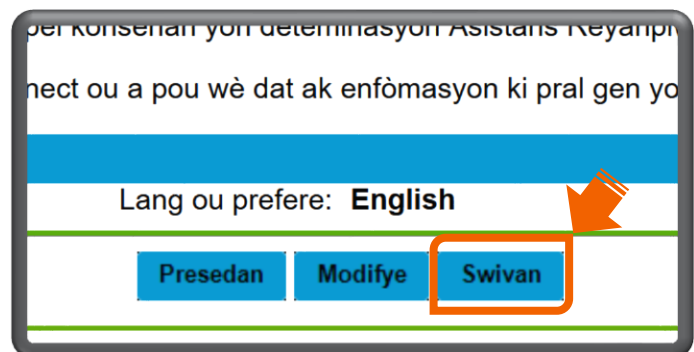 konsènan yon detèminasyon Asistans
nect ou a pou wè dat ak enfòmasyon ki pral gen yo
Lang ou prefere: English
Presedan Modifye Swivan